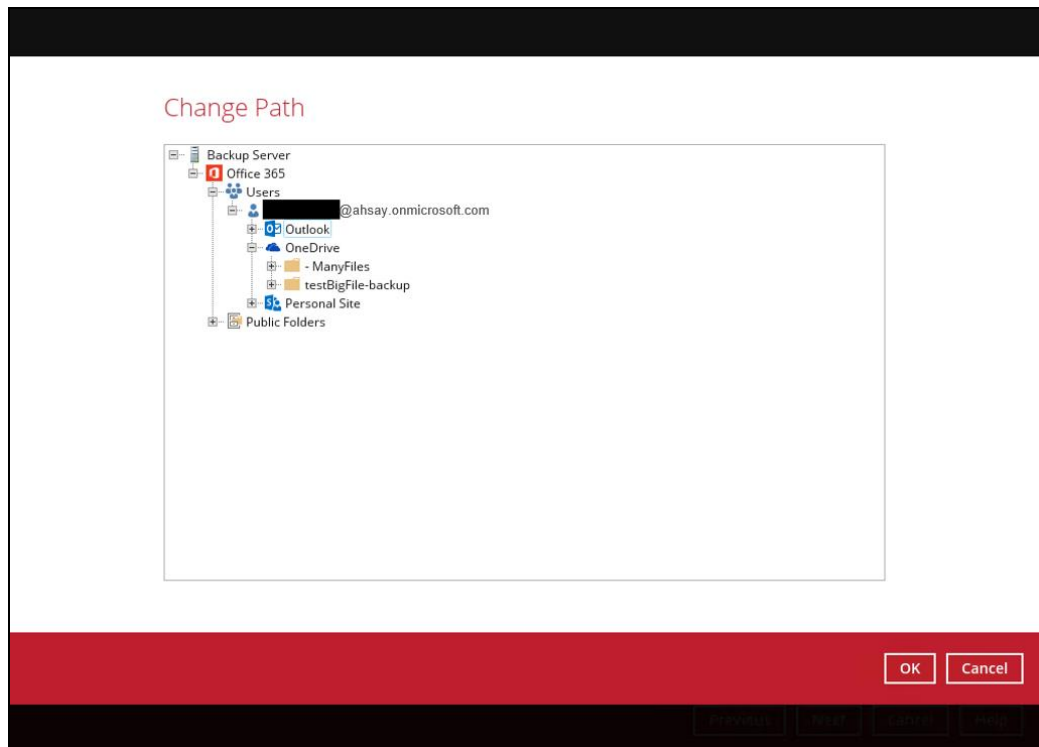 Change Path
Backup Server
Office 365
Users
@ahsay.onmicrosoft.com
Outlook
OneDrive
- ManyFiles
testBigFile-backup
Personal Site
Public Folders
OK Cancel
Previous Next Cancel Help